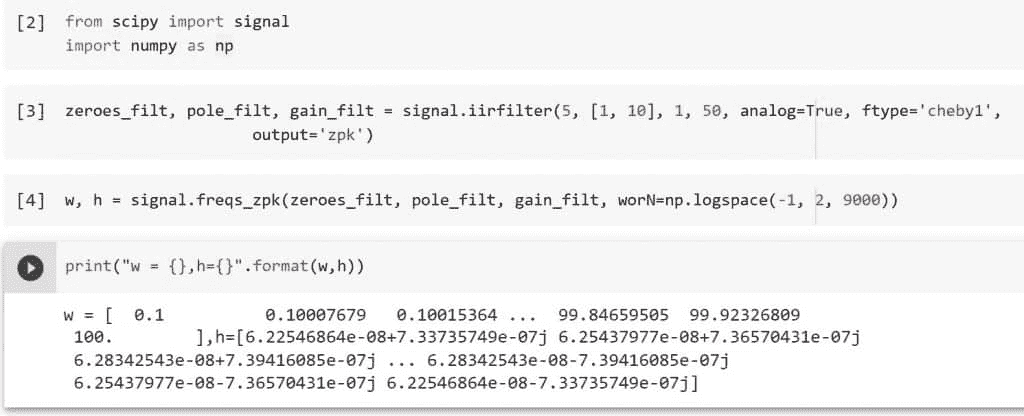 [2] from scipy import signal
import numpy as np
[3] zeroes_filt, pole_filt, gain_filt = signal.iirfilter(5, [1, 10], 1, 50, analog=True, ftype='cheby1',
output='zpk')
[4] w, h = signal.freqs_zpk(zeroes_filt, pole_filt, gain_filt, worN=np.logspace(-1, 2, 9000))
print("w = {},h={}".format(w,h))
w = [  0.1          0.10007679   0.10015364 ...  99.84659505  99.92326809
100.        ],h=[6.22546864e-08+7.33735749e-07j 6.25437977e-08+7.36570431e-07j
6.28342543e-08+7.39416085e-07j ... 6.28342543e-08-7.39416085e-07j
6.25437977e-08-7.36570431e-07j 6.22546864e-08-7.33735749e-07j]